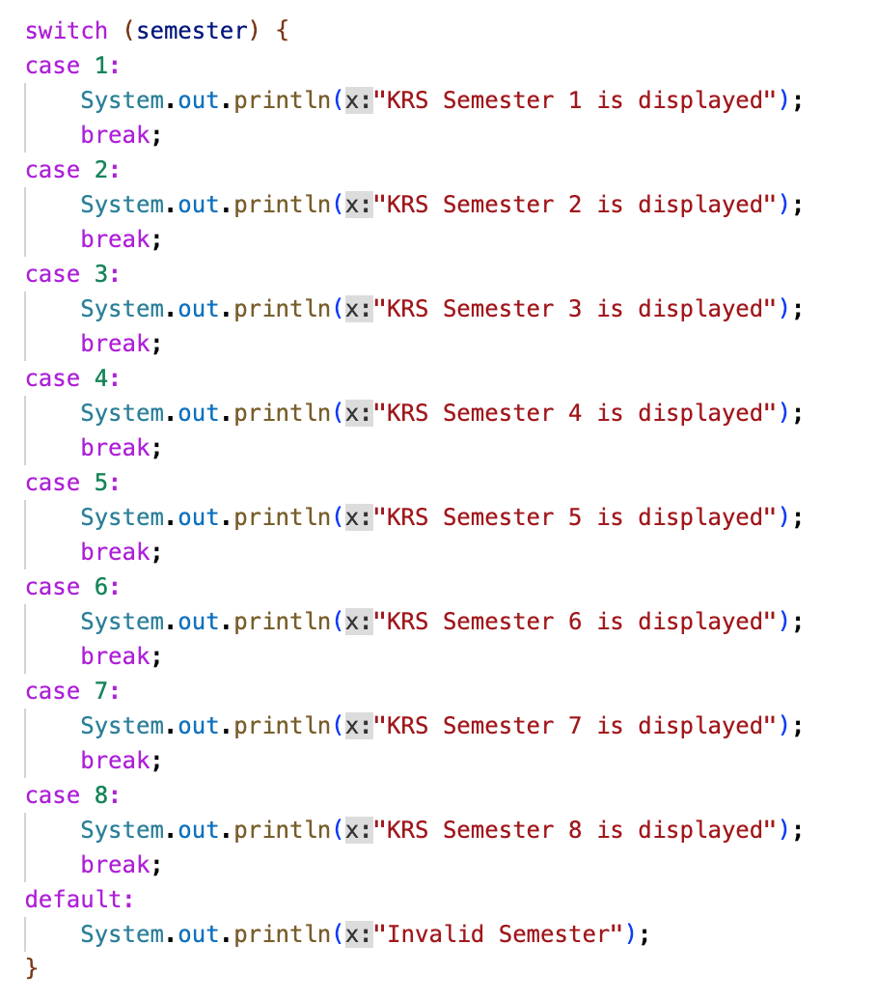 switch (semester) {
case 1:
    System.out.println(x:"KRS Semester 1 is displayed");
    break;
case 2:
    System.out.println(x:"KRS Semester 2 is displayed");
    break;
case 3:
    System.out.println(x:"KRS Semester 3 is displayed");
    break;
case 4:
    System.out.println(x:"KRS Semester 4 is displayed");
    break;
case 5:
    System.out.println(x:"KRS Semester 5 is displayed");
    break;
case 6:
    System.out.println(x:"KRS Semester 6 is displayed");
    break;
case 7:
    System.out.println(x:"KRS Semester 7 is displayed");
    break;
case 8:
    System.out.println(x:"KRS Semester 8 is displayed");
    break;
default:
    System.out.println(x:"Invalid Semester");
}